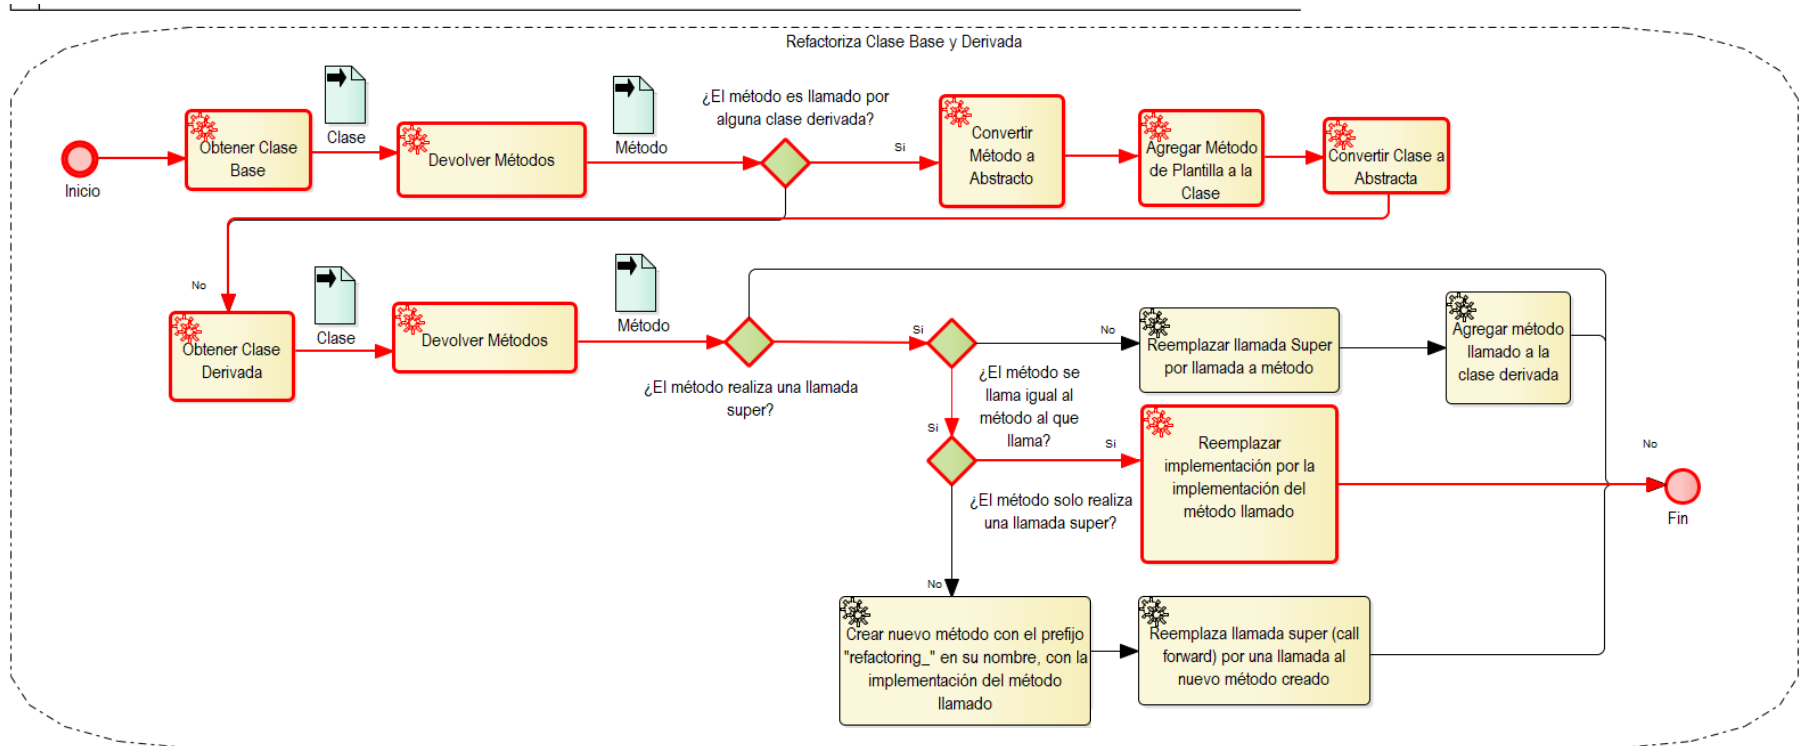 Refactoriza Clase Base y Derivada
¿El método es llamado por
alguna clase derivada?
Inicio
Obtener Clase
Base
Clase
Devolver Métodos
Método
Si
Convertir
Método a
Abstracto
Agregar Método
de Plantilla a la
Clase
Convertir Clase a
Abstracta
No
Obtener Clase
Derivada
Clase
Devolver Métodos
Método
¿El método realiza una llamada
super?
Si
¿El método se
llama igual al
método al que
llama?
No
Reemplazar llamada Super
por llamada a método
Agregar método
llamado a la
clase derivada
Si
¿El método solo realiza
una llamada super?
Si
Reemplazar
implementación por la
implementación del
método llamado
No
Fin
No
Crear nuevo método con el prefijo
"refactoring_" en su nombre, con la
implementación del método
llamado
Reemplaza llamada super (call
forward) por una llamada al
nuevo método creado